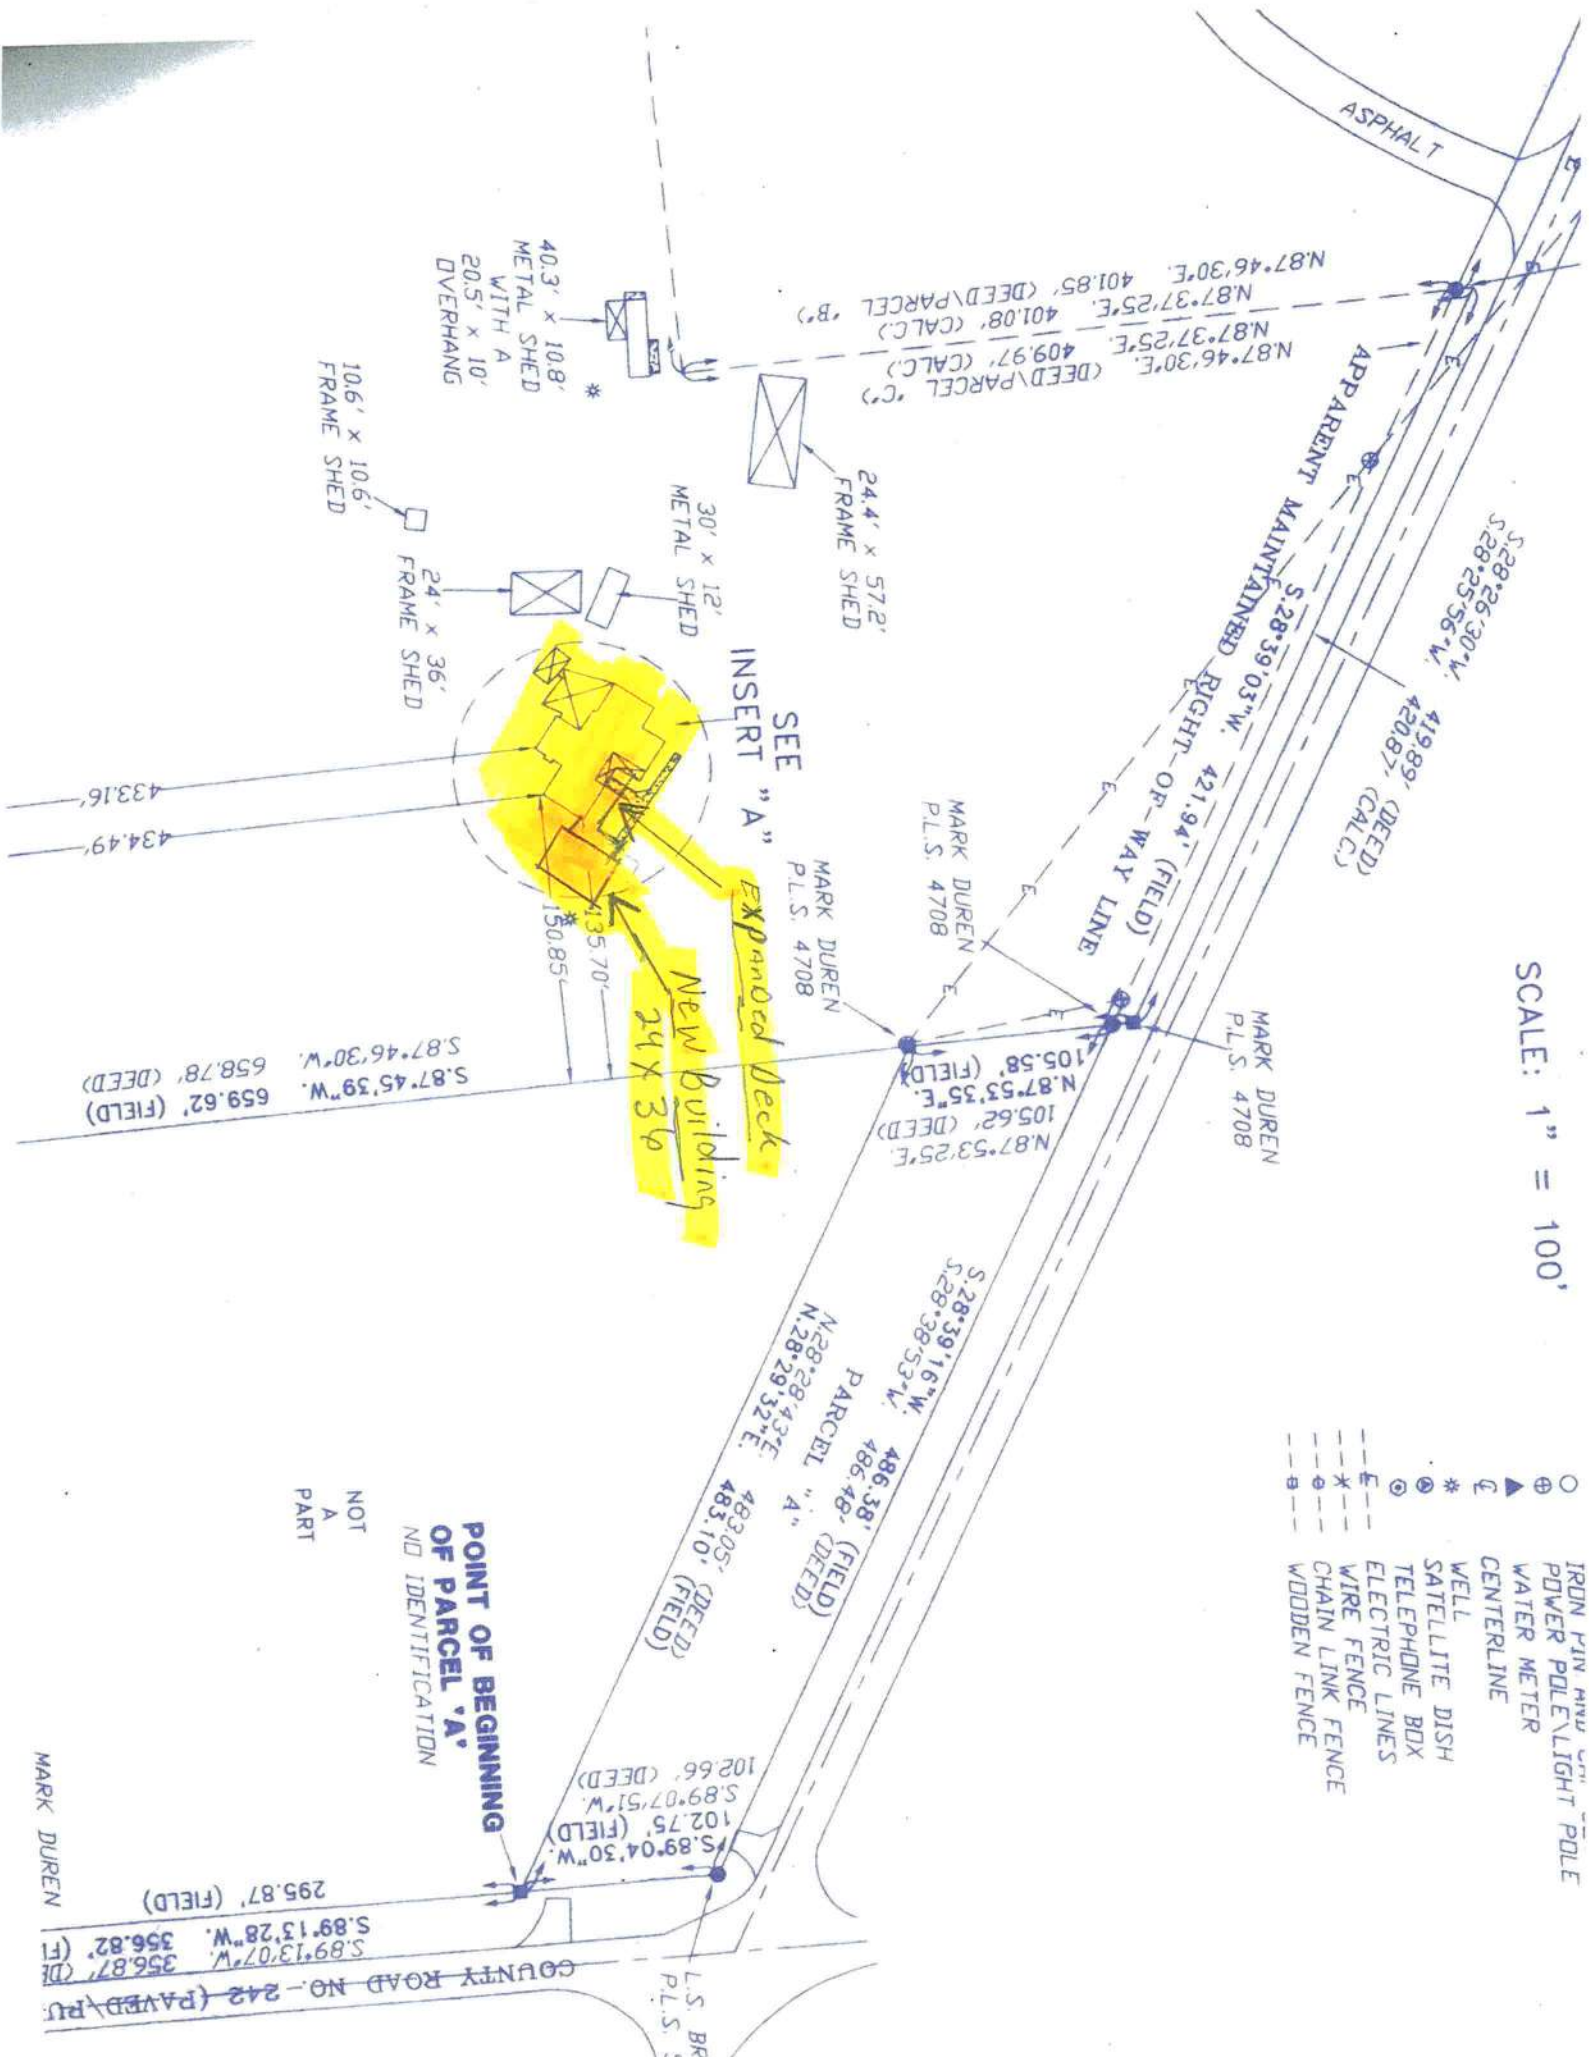 ASPHALT
N.87°46'30"E. 401.85' (DEED\PARCEL "B")
N.87°37'25"E. 401.08' (CALC.)
N.87°37'25"E. 409.97' (CALC.)
N.87°46'30"E. (DEED\PARCEL "C")
40.3' x 10.8'
METAL SHED
WITH A
20.5' x 10'
OVERHANG
10.6' x 10.6'
FRAME SHED
24' x 36'
FRAME SHED
30' x 12'
METAL SHED
24.4' x 57.2'
FRAME SHED
APPARENT MAINTAINED RIGHT-OF-WAY LINE
S.28°39'03"W. 421.94' (FIELD)
S.28°26'30"W. 419.89' (DEED)
S.28°25'56"W. 420.87' (CALC.)
SEE
INSERT "A"
433.16'
434.49'
135.70'
150.85'
Expanded Deck
New Building
24 x 36
MARK DUREN
P.L.S. 4708
MARK DUREN
P.L.S. 4708
MARK DUREN
P.L.S. 4708
SCALE: 1" = 100'
S.87°46'30"W. 658.78' (DEED)
S.87°45'39"W. 659.62' (FIELD)
105.58' (FIELD)
N.87°53'35"E.
105.62' (DEED)
N.87°53'25"E.
S.28°39'16"W. 486.38' (FIELD)
S.28°38'53"W. 486.48' (DEED)
PARCEL "A"
N.28°28'43"E. 483.05' (DEED)
N.28°29'32"E. 483.10' (FIELD)
IRON PIN AND
POWER POLE\LIGHT POLE
WATER METER
CENTERLINE
WELL
SATELLITE DISH
TELEPHONE BOX
ELECTRIC LINES
WIRE FENCE
CHAIN LINK FENCE
WOODEN FENCE
NOT
A
PART
POINT OF BEGINNING
OF PARCEL "A"
NO IDENTIFICATION
102.66' (DEED)
S.89°07'51"W.
102.75' (FIELD)
S.89°04'30"W.
MARK DUREN
295.87' (FIELD)
S.89°13'28"W. 356.82' (FI
S.89°13'07"W. 356.87' (DE
COUNTY ROAD NO. 242 (PAVED/PU
L.S. BR
P.L.S.